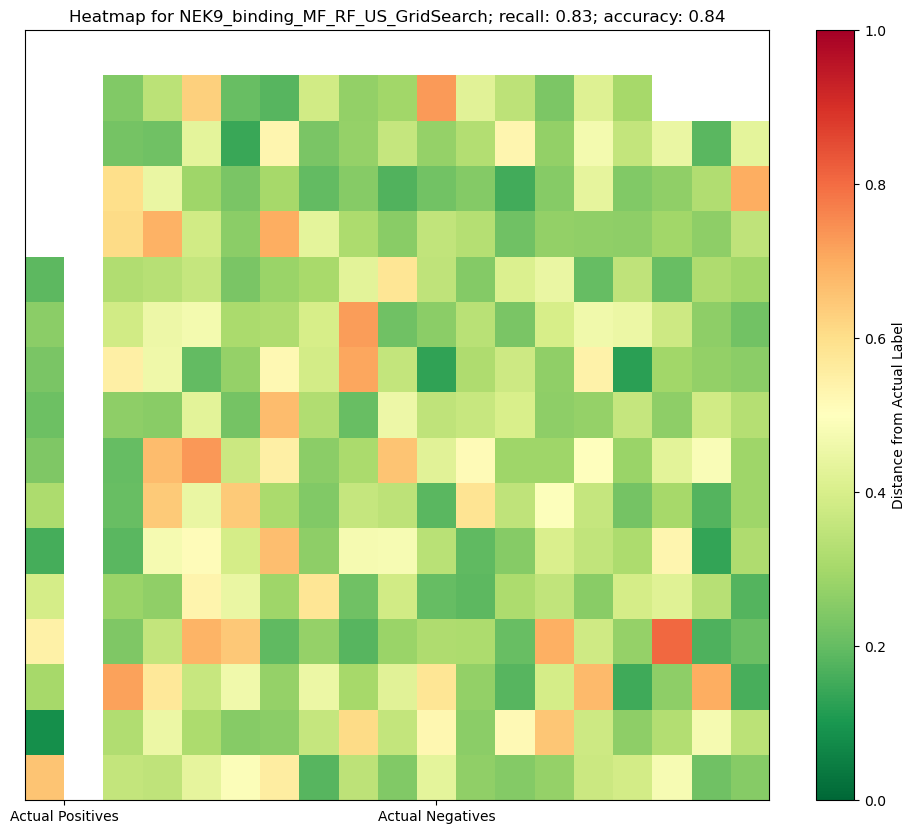 Heatmap for NEK9_binding_MF_RF_US_GridSearch; recall: 0.83; accuracy: 0.84
1.0
0.8
0.6
0.4
0.2
0.0
Distance from Actual Label
Actual Positives
Actual Negatives